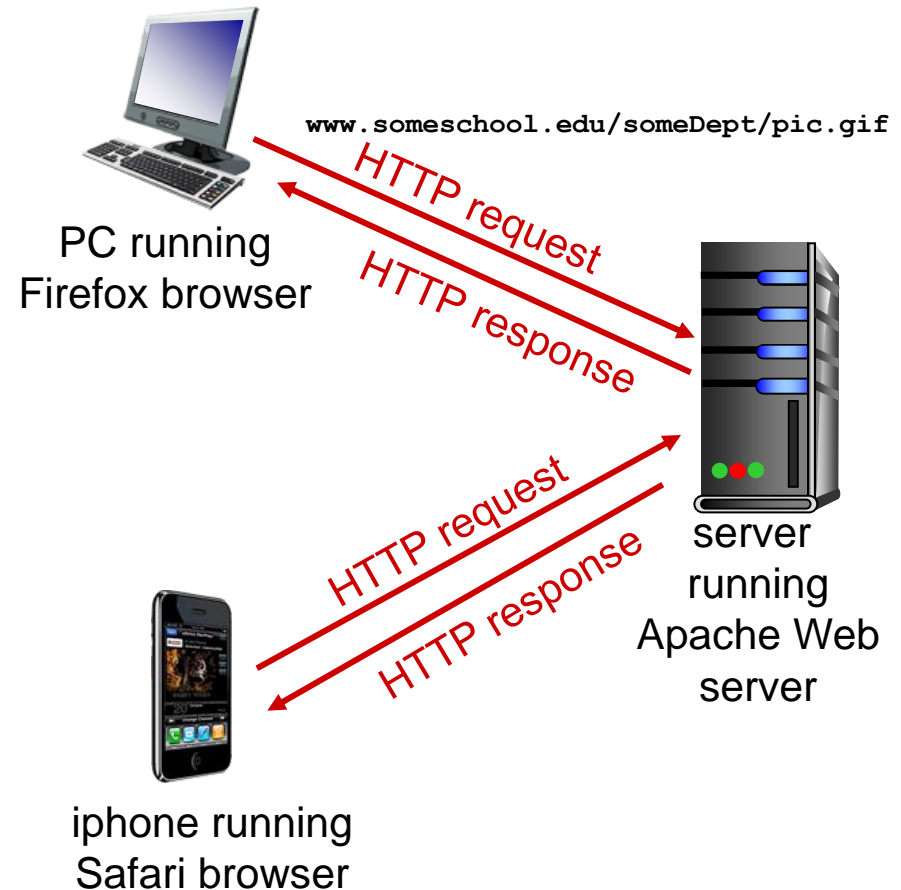 www.someschool.edu/someDept/pic.gif
HTTP request
HTTP response
PC running
Firefox browser
HTTP request
HTTP response
server
running
Apache Web
server
iphone running
Safari browser